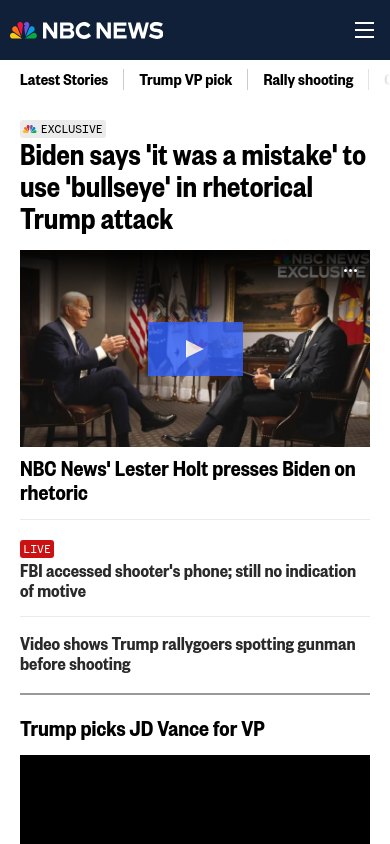 NBC NEWS
Latest Stories
Trump VP pick
Rally shooting
EXCLUSIVE
Biden says 'it was a mistake' to
use 'bullseye' in rhetorical
Trump attack
NBC NEWS
EXCLUSIVE
NBC News' Lester Holt presses Biden on
rhetoric
LIVE
FBI accessed shooter's phone; still no indication
of motive
Video shows Trump rallygoers spotting gunman
before shooting
Trump picks JD Vance for VP